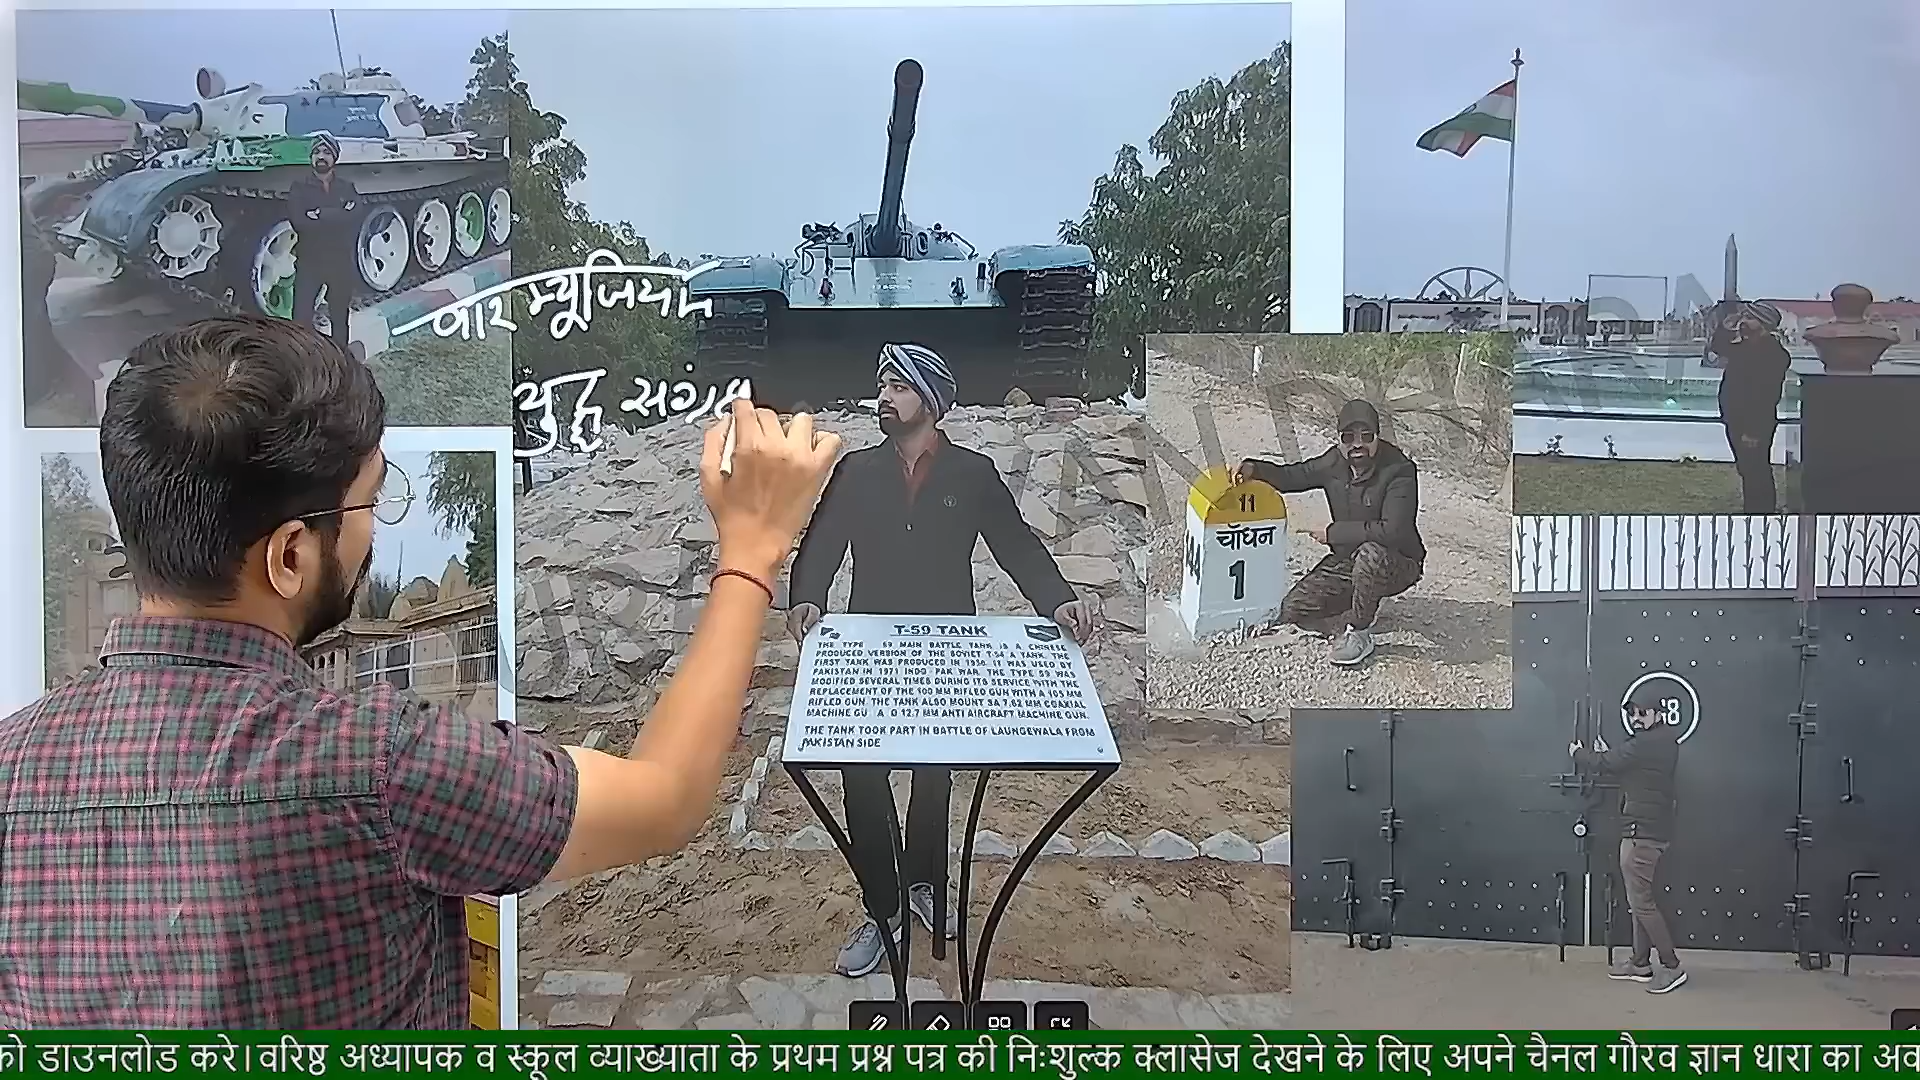 वार म्यूजियम
युद्ध संग्रह
11
चाँधन
1
T-59 TANK
THE TYPE 59 MAIN BATTLE TANK IS A CHINESE
PRODUCED VERSION OF THE SOVIET T-54 A TANK. THE
FIRST TANK WAS PRODUCED IN 1958. IT WAS USED BY
PAKISTAN IN 1971 INDO-PAK WAR. THE TYPE 59 WAS
MODIFIED SEVERAL TIMES DURING ITS SERVICE WITH THE
REPLACEMENT OF THE 100 MM RIFLED GUN WITH A 105 MM
RIFLED GUN. THE TANK ALSO MOUNT 3A 7.62 MM COAXIAL
MACHINE GU A D 12.7 MM ANTI AIRCRAFT MACHINE GUN.
THE TANK TOOK PART IN BATTLE OF LAUNGEWALA FROM
PAKISTAN SIDE
को डाउनलोड करे। वरिष्ठ अध्यापक व स्कूल व्याख्याता के प्रथम प्रश्न पत्र की निःशुल्क क्लासेज देखने के लिए अपने चैनल गौरव ज्ञान धारा का अव